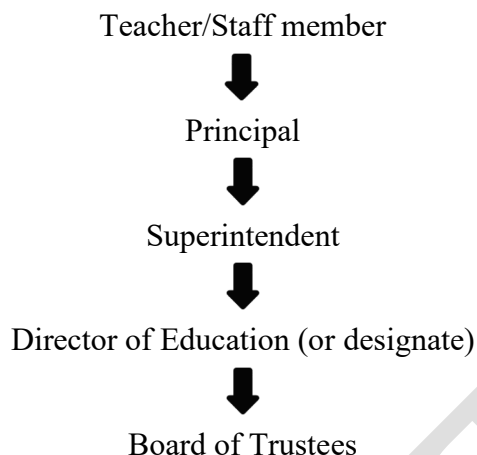 Teacher/Staff member
Principal
Superintendent
Director of Education (or designate)
Board of Trustees